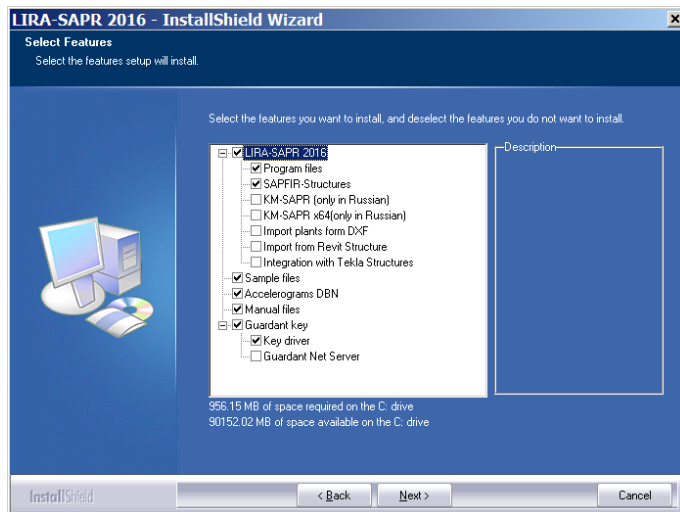 LIRA-SAPR 2016 - InstallShield Wizard
Select Features
Select the features setup will install.
Select the features you want to install, and deselect the features you do not want to install.
LIRA-SAPR 2016
Program files
SAPFIR-Structures
KM-SAPR (only in Russian)
KM-SAPR x64(only in Russian)
Import plants form DXF
Import from Revit Structure
Integration with Tekla Structures
Sample files
Accelerograms DBN
Manual files
Guardant key
Key driver
Guardant Net Server
Description
956.15 MB of space required on the C: drive
90152.02 MB of space available on the C: drive
InstallShield
< Back
Next >
Cancel